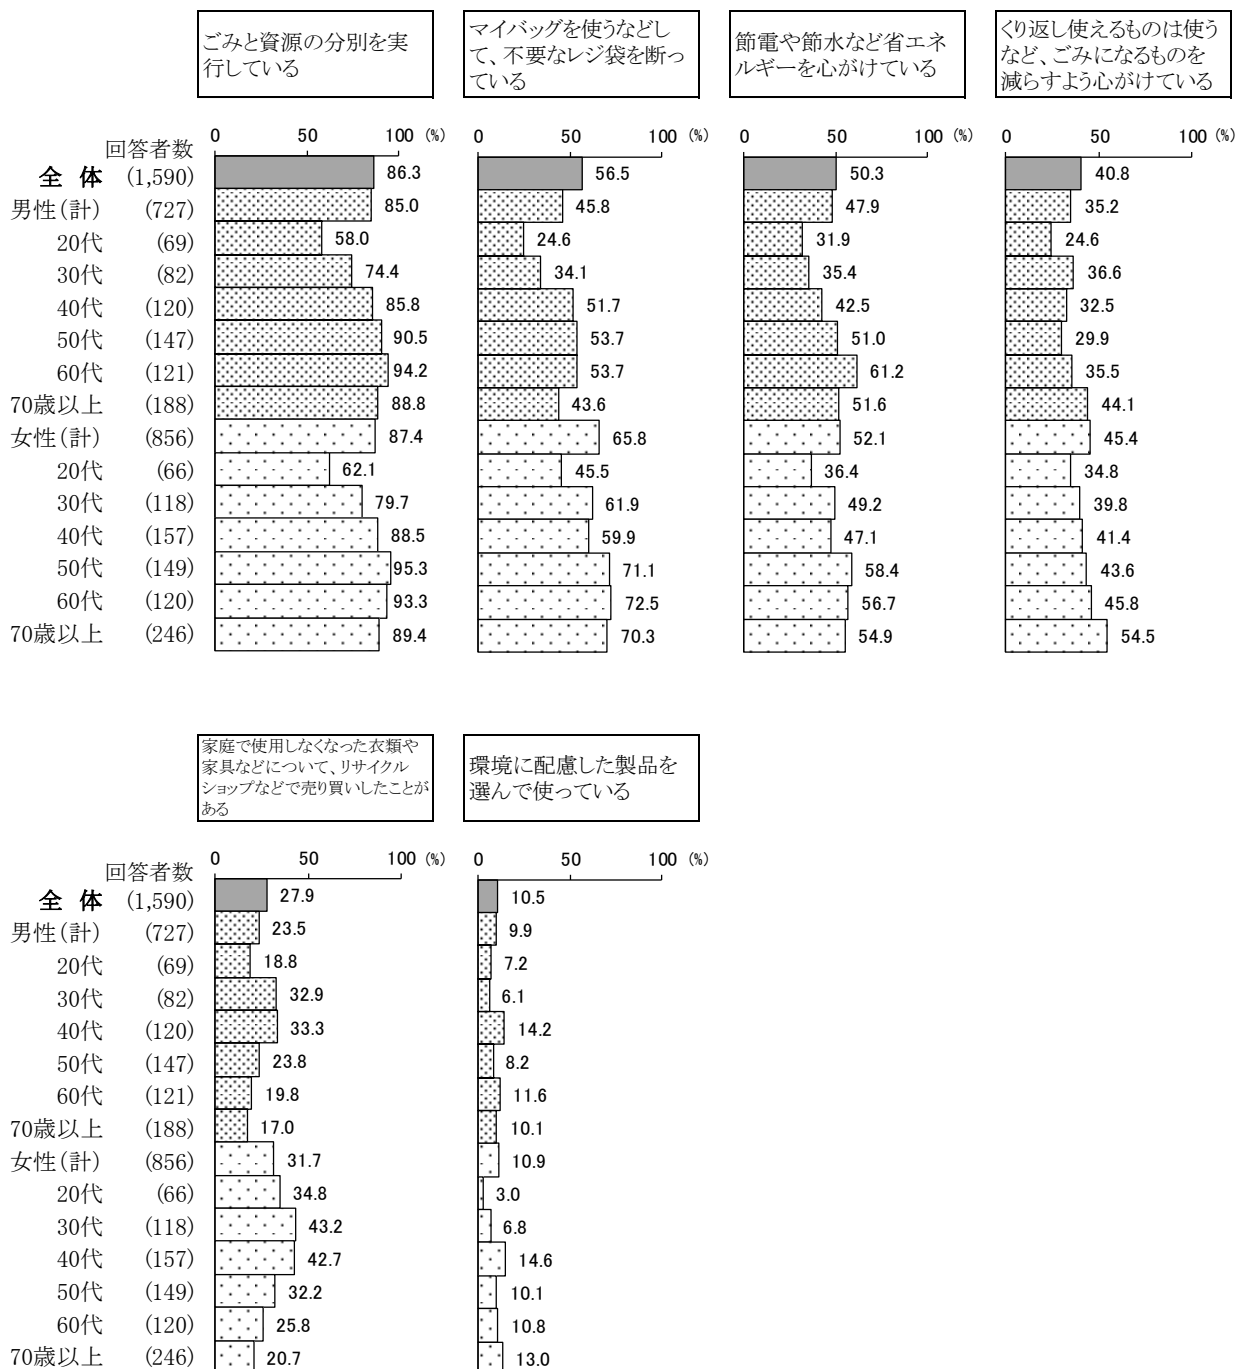 ごみと資源の分別を実
行している
マイバッグを使うなどし
て、不要なレジ袋を断っ
ている
節電や節水など省エネ
ルギーを心がけている
くり返し使えるものは使う
など、ごみになるものを
減らすよう心がけている
0 50 100 (%) 0 50 100 (%) 0 50 100 (%) 0 50 100 (%)
回答者数
全 体 (1,590) 86.3 56.5 50.3 40.8
男性(計) (727) 85.0 45.8 47.9 35.2
20代 (69) 58.0 24.6 31.9 24.6
30代 (82) 74.4 34.1 35.4 36.6
40代 (120) 85.8 51.7 42.5 32.5
50代 (147) 90.5 53.7 51.0 29.9
60代 (121) 94.2 53.7 61.2 35.5
70歳以上 (188) 88.8 43.6 51.6 44.1
女性(計) (856) 87.4 65.8 52.1 45.4
20代 (66) 62.1 45.5 36.4 34.8
30代 (118) 79.7 61.9 49.2 39.8
40代 (157) 88.5 59.9 47.1 41.4
50代 (149) 95.3 71.1 58.4 43.6
60代 (120) 93.3 72.5 56.7 45.8
70歳以上 (246) 89.4 70.3 54.9 54.5
家庭で使用しなくなった衣類や
家具などについて、リサイクル
ショップなどで売り買いしたことが
ある
環境に配慮した製品を
選んで使っている
0 50 100 (%) 0 50 100 (%)
回答者数
全 体 (1,590) 27.9 10.5
男性(計) (727) 23.5 9.9
20代 (69) 18.8 7.2
30代 (82) 32.9 6.1
40代 (120) 33.3 14.2
50代 (147) 23.8 8.2
60代 (121) 19.8 11.6
70歳以上 (188) 17.0 10.1
女性(計) (856) 31.7 10.9
20代 (66) 34.8 3.0
30代 (118) 43.2 6.8
40代 (157) 42.7 14.6
50代 (149) 32.2 10.1
60代 (120) 25.8 10.8
70歳以上 (246) 20.7 13.0